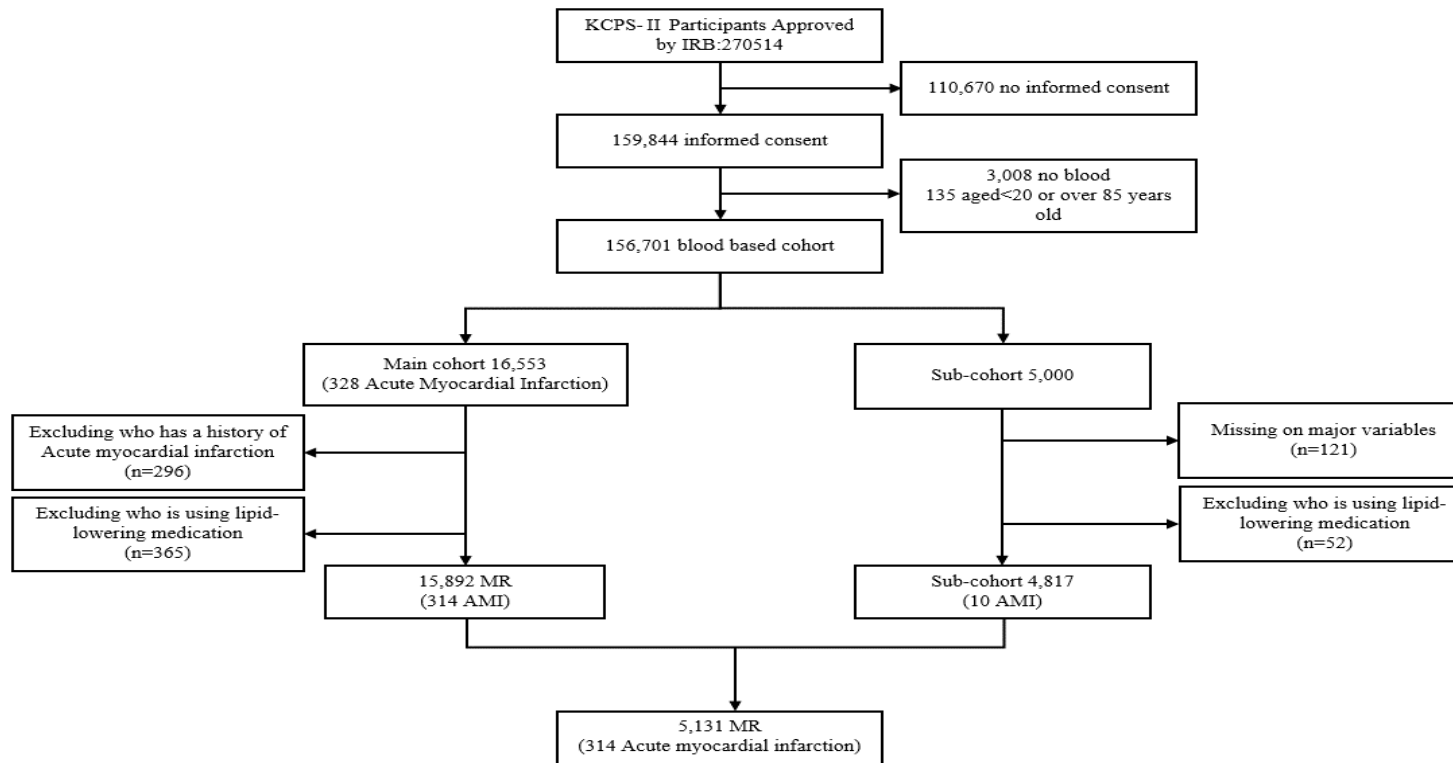 KCPS-II Participants Approved
by IRB:270514
110,670 no informed consent
159,844 informed consent
3,008 no blood
135 aged<20 or over 85 years
old
156,701 blood based cohort
Main cohort 16,553
(328 Acute Myocardial Infarction)
Sub-cohort 5,000
Excluding who has a history of
Acute myocardial infarction
(n=296)
Missing on major variables
(n=121)
Excluding who is using lipid-
lowering medication
(n=365)
Excluding who is using lipid-
lowering medication
(n=52)
15,892 MR
(314 AMI)
Sub-cohort 4,817
(10 AMI)
5,131 MR
(314 Acute myocardial infarction)